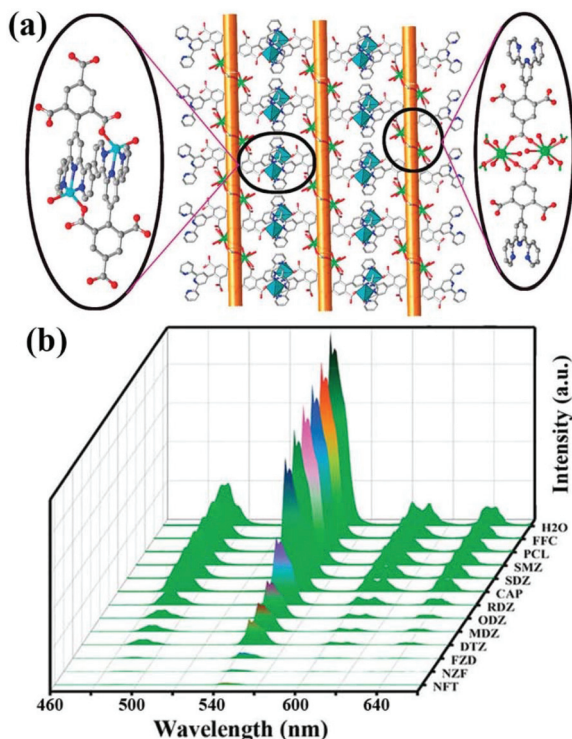 (a)
(b)
Intensity (a.u.)
H2O
FFC
PCL
SMZ
SDZ
CAP
RDZ
ODZ
MDZ
DTZ
FZD
NZF
NFT
460 500 540 560 600 640
Wavelength (nm)